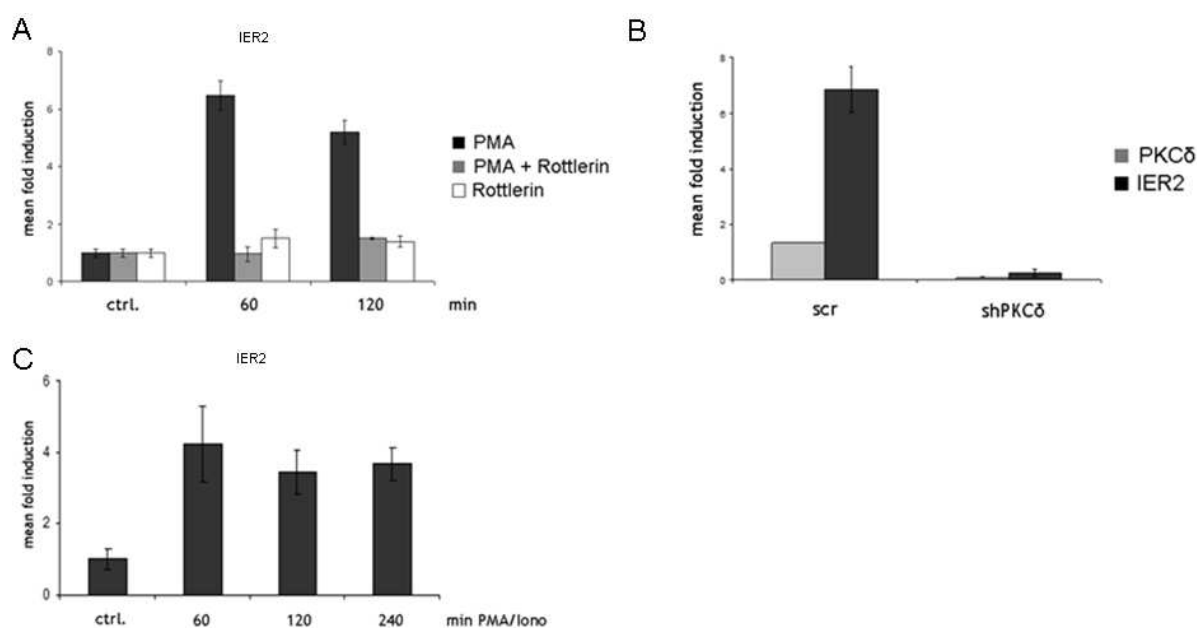 A
IER2
mean fold induction
8
6
4
2
0
ctrl. 60 120 min
PMA
PMA + Rottlerin
Rottlerin
B
mean fold induction
8
6
4
2
0
scr shPKCδ
PKCδ
IER2
C
IER2
mean fold induction
6
4
2
0
ctrl. 60 120 240 min PMA/Iono